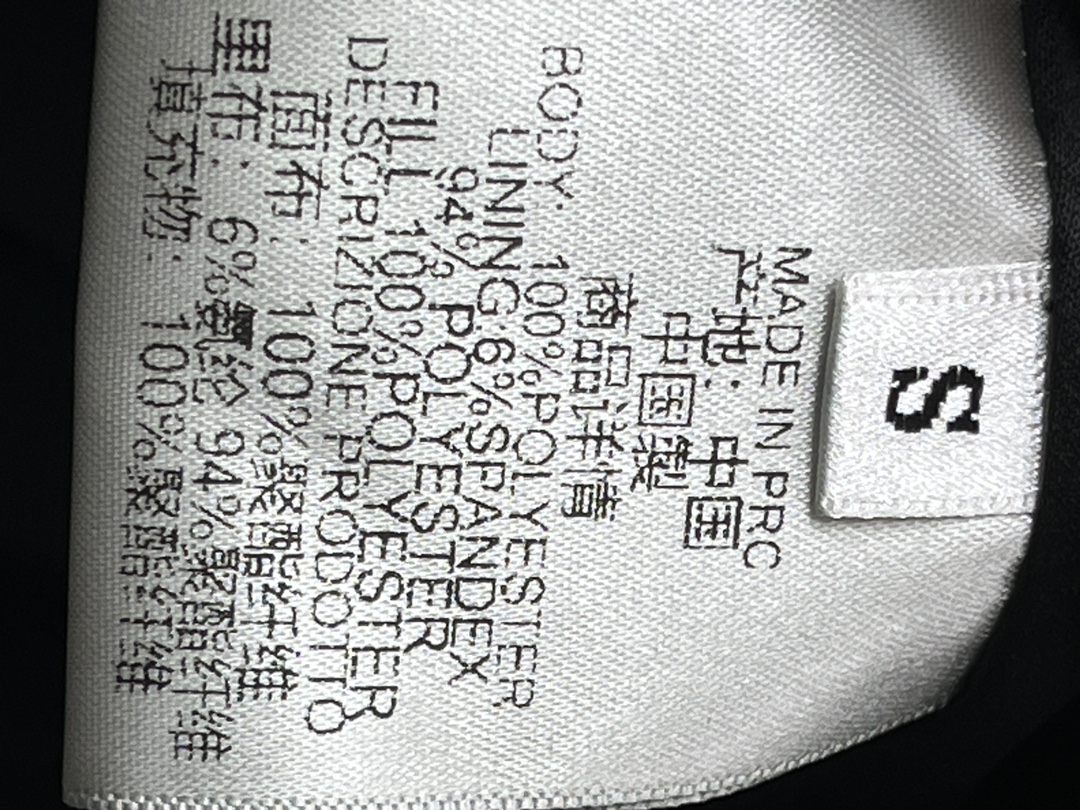 S
MADE IN PRC
产地: 中国
中国製
商品详情
BODY: 100%POLYESTER
LINING:6%SPANDEX
94% POLYESTER
FILL 100%POLYESTER
DESCRIZIONE PRODOTTO
面布: 100%聚酯纤维
里布: 6%氨纶 94%聚酯纤维
填充物: 100%聚酯纤维